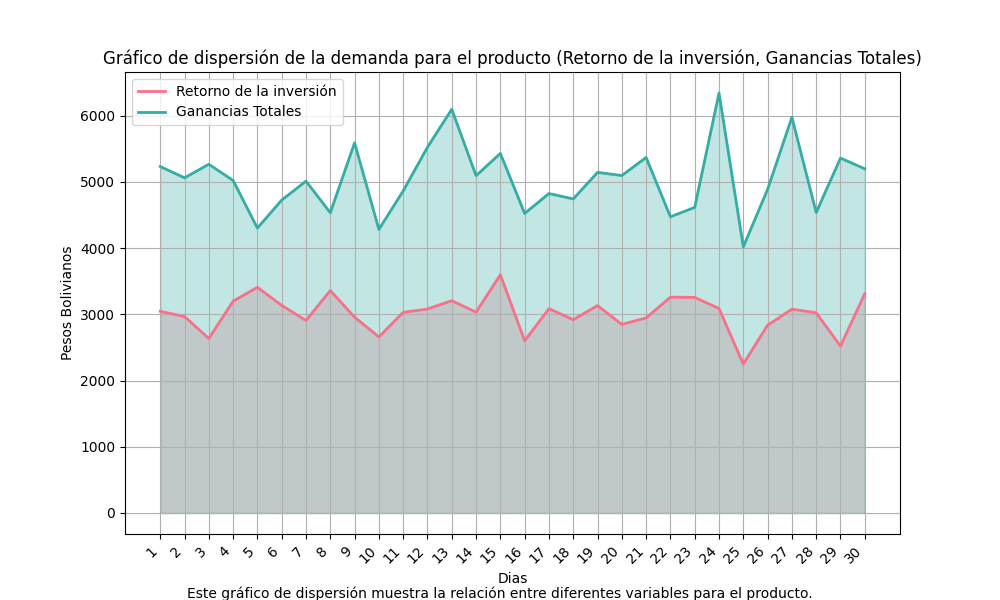 Gráfico de dispersión de la demanda para el producto (Retorno de la inversión, Ganancias Totales)
Retorno de la inversión
Ganancias Totales
Pesos Bolivianos
6000
5000
4000
3000
2000
1000
0
1 2 3 4 5 6 7 8 9 10 11 12 13 14 15 16 17 18 19 20 21 22 23 24 25 26 27 28 29 30
Dias
Este gráfico de dispersión muestra la relación entre diferentes variables para el producto.